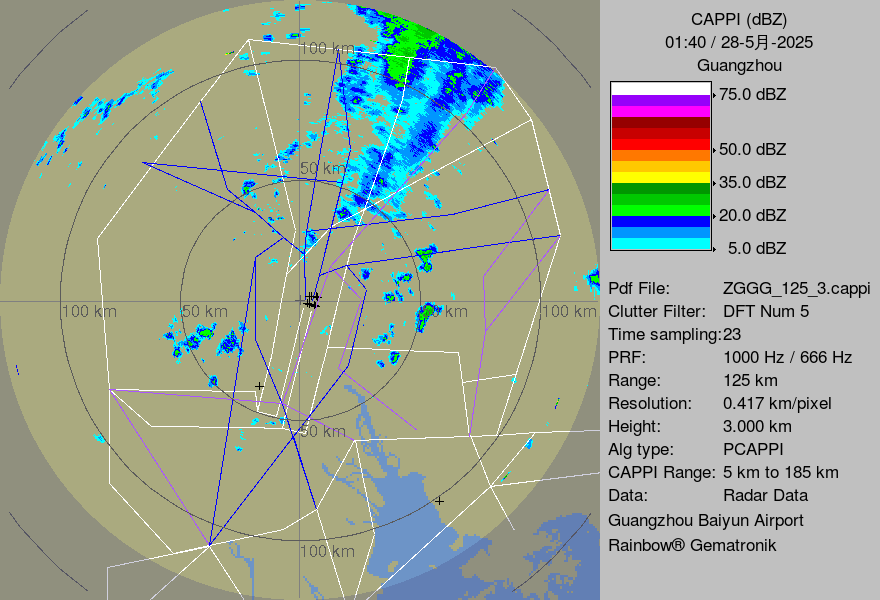 CAPPI (dBZ)
01:40 / 28-5月-2025
Guangzhou
75.0 dBZ
50.0 dBZ
35.0 dBZ
20.0 dBZ
5.0 dBZ
Pdf File: ZGGG_125_3.cappi
Clutter Filter: DFT Num 5
Time sampling:23
PRF: 1000 Hz / 666 Hz
Range: 125 km
Resolution: 0.417 km/pixel
Height: 3.000 km
Alg type: PCAPPI
CAPPI Range: 5 km to 185 km
Data: Radar Data
Guangzhou Baiyun Airport
Rainbow® Gematronik
100 km
50 km
100 km
50 km
50 km
100 km
50 km
100 km